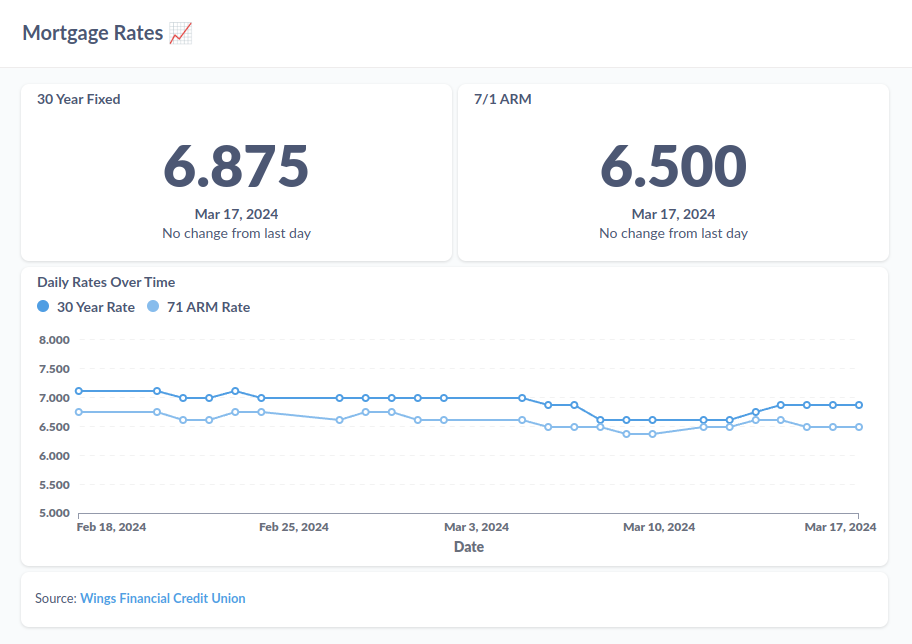 Mortgage Rates 📈
30 Year Fixed
6.875
Mar 17, 2024
No change from last day
7/1 ARM
6.500
Mar 17, 2024
No change from last day
Daily Rates Over Time
30 Year Rate 71 ARM Rate
8.000
7.500
7.000
6.500
6.000
5.500
5.000
Feb 18, 2024 Feb 25, 2024 Mar 3, 2024 Mar 10, 2024 Mar 17, 2024
Date
Source: Wings Financial Credit Union